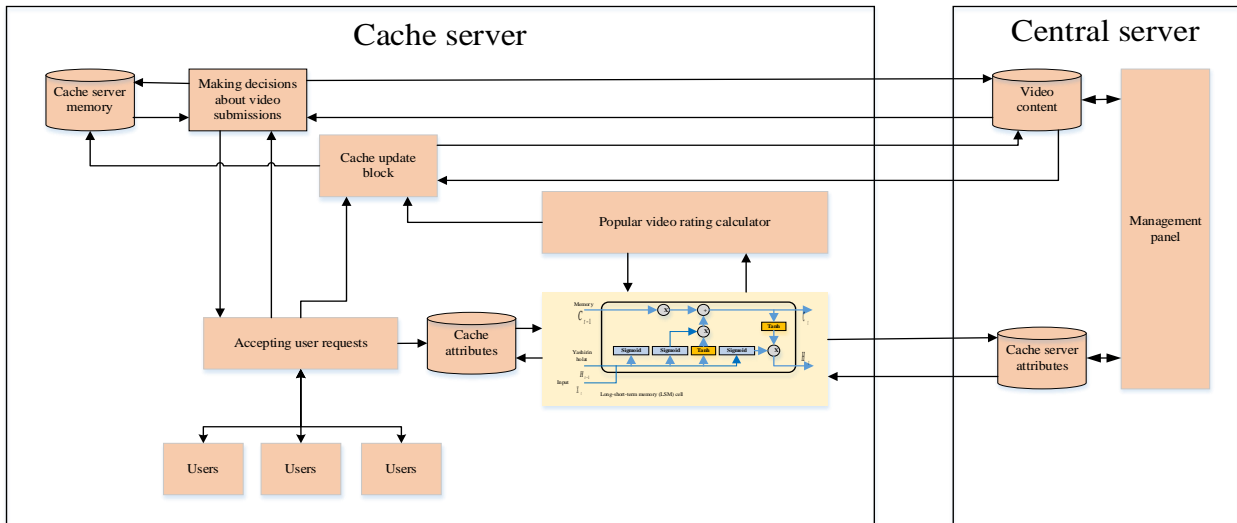 Cache server
Central server
Cache server
memory
Making decisions
about video
submissions
Video
content
Cache update
block
Popular video rating calculator
Management
panel
Memory
C
X
+
Tanh
X
X
Sigmoid
Sigmoid
Tanh
Sigmoid
Yashirin
holat
Input
Long-short-term memory (LSM) cell
Accepting user requests
Cache
attributes
Cache server
attributes
Users
Users
Users